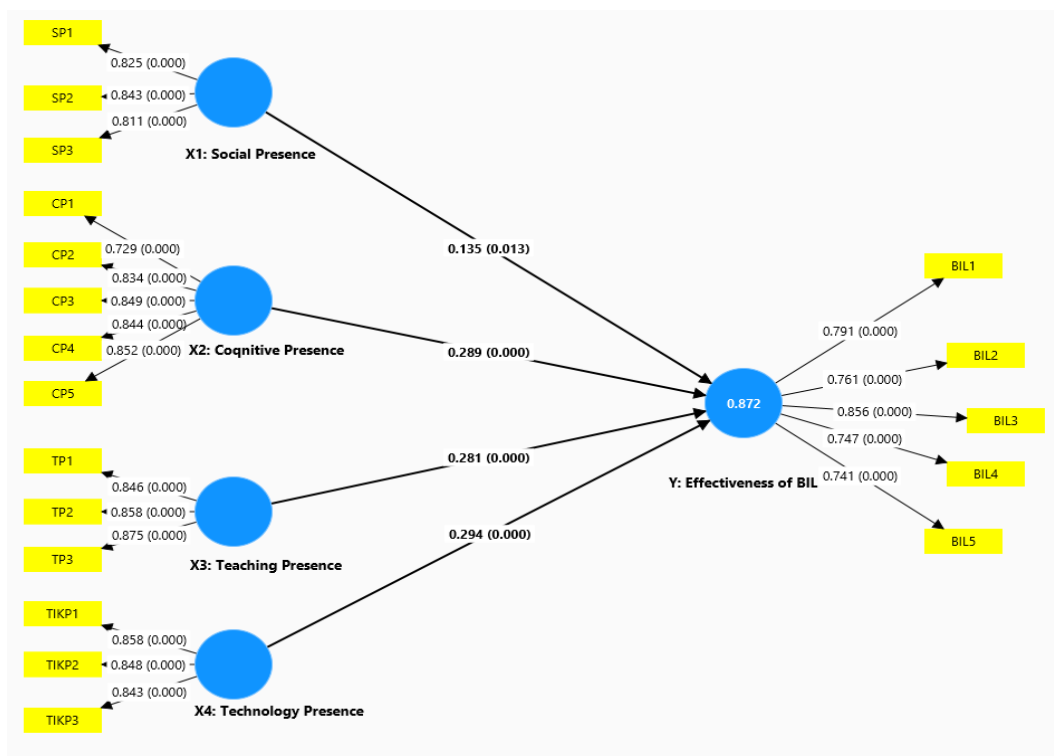 SP1
0.825 (0.000)
SP2
0.843 (0.000)
0.811 (0.000)
SP3
X1: Social Presence
CP1
0.729 (0.000)
CP2
0.834 (0.000)
CP3
0.849 (0.000)
0.844 (0.000)
CP4
0.852 (0.000)
X2: Coqnitive Presence
CP5
TP1
0.846 (0.000)
TP2
0.858 (0.000)
0.875 (0.000)
TP3
X3: Teaching Presence
TIKP1
0.858 (0.000)
TIKP2
0.848 (0.000)
0.843 (0.000)
TIKP3
X4: Technology Presence
0.135 (0.013)
0.289 (0.000)
0.281 (0.000)
0.294 (0.000)
0.872
Y: Effectiveness of BIL
BIL1
0.791 (0.000)
BIL2
0.761 (0.000)
0.856 (0.000)
BIL3
0.747 (0.000)
BIL4
0.741 (0.000)
BIL5